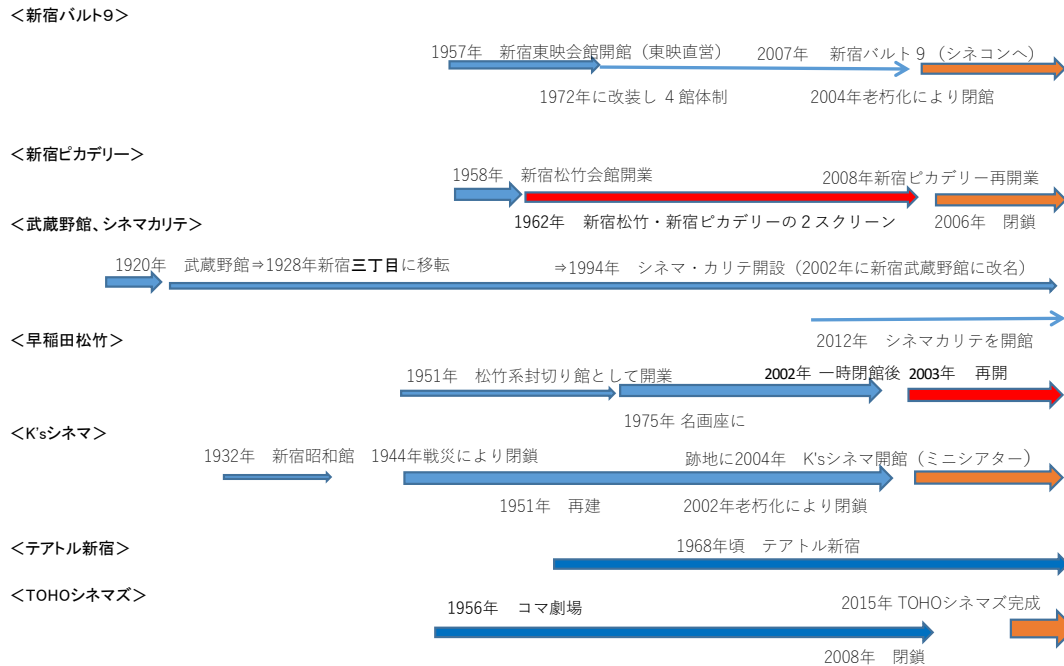 ＜新宿バルト９＞
1957年　新宿東映会館開館（東映直営）
2007年　新宿バルト９（シネコンへ）
1972年に改装し ４館体制
2004年老朽化により閉館
＜新宿ピカデリー＞
1958年　新宿松竹会館開業
2008年新宿ピカデリー再開業
1962年　新宿松竹・新宿ピカデリーの２スクリーン
2006年　閉鎖
＜武蔵野館、シネマカリテ＞
1920年　武蔵野館⇒1928年新宿三丁目に移転
⇒1994年　シネマ・カリテ開設（2002年に新宿武蔵野館に改名）
2012年　シネマカリテを開館
＜早稲田松竹＞
1951年　松竹系封切り館として開業
2002年 一時閉館後
2003年　再開
1975年 名画座に
＜K'sシネマ＞
1932年　新宿昭和館
1944年戦災により閉鎖
跡地に2004年　K'sシネマ開館（ミニシアター）
1951年　再建
2002年老朽化により閉鎖
＜テアトル新宿＞
1968年頃　テアトル新宿
＜TOHOシネマズ＞
1956年　コマ劇場
2015年 TOHOシネマズ完成
2008年　閉鎖